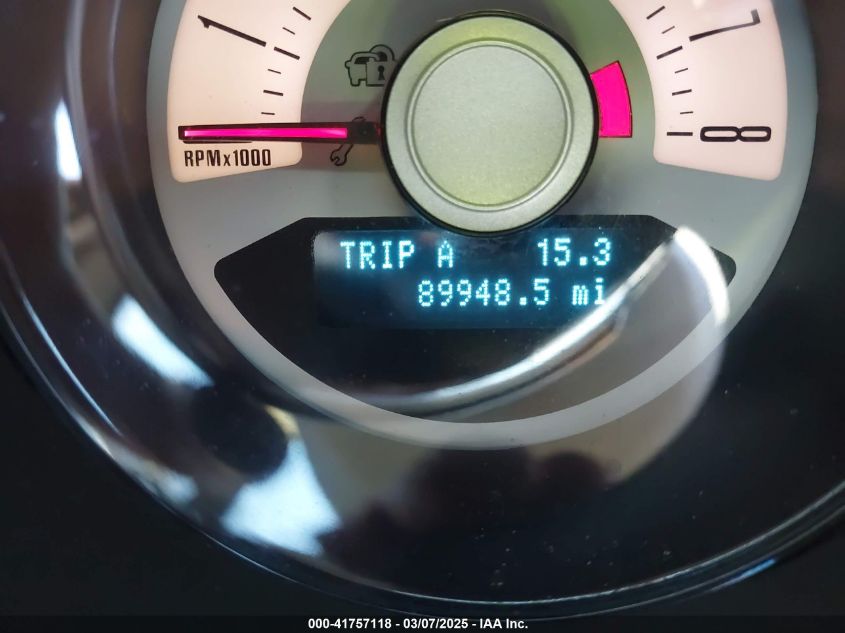 1
7
8
RPMx1000
TRIP A 15.3
89948.5 mi
000-41757118 - 03/07/2025 - IAA Inc.